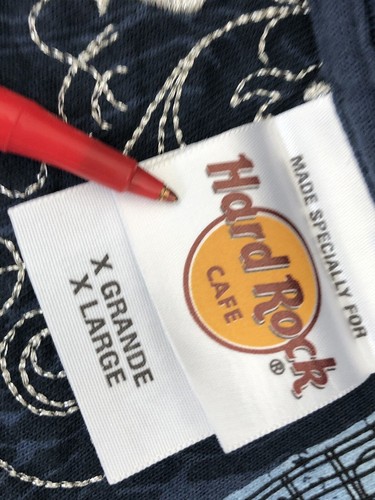 MADE SPECIALLY FOR
Hard Rock
CAFE
®
X GRANDE
X LARGE